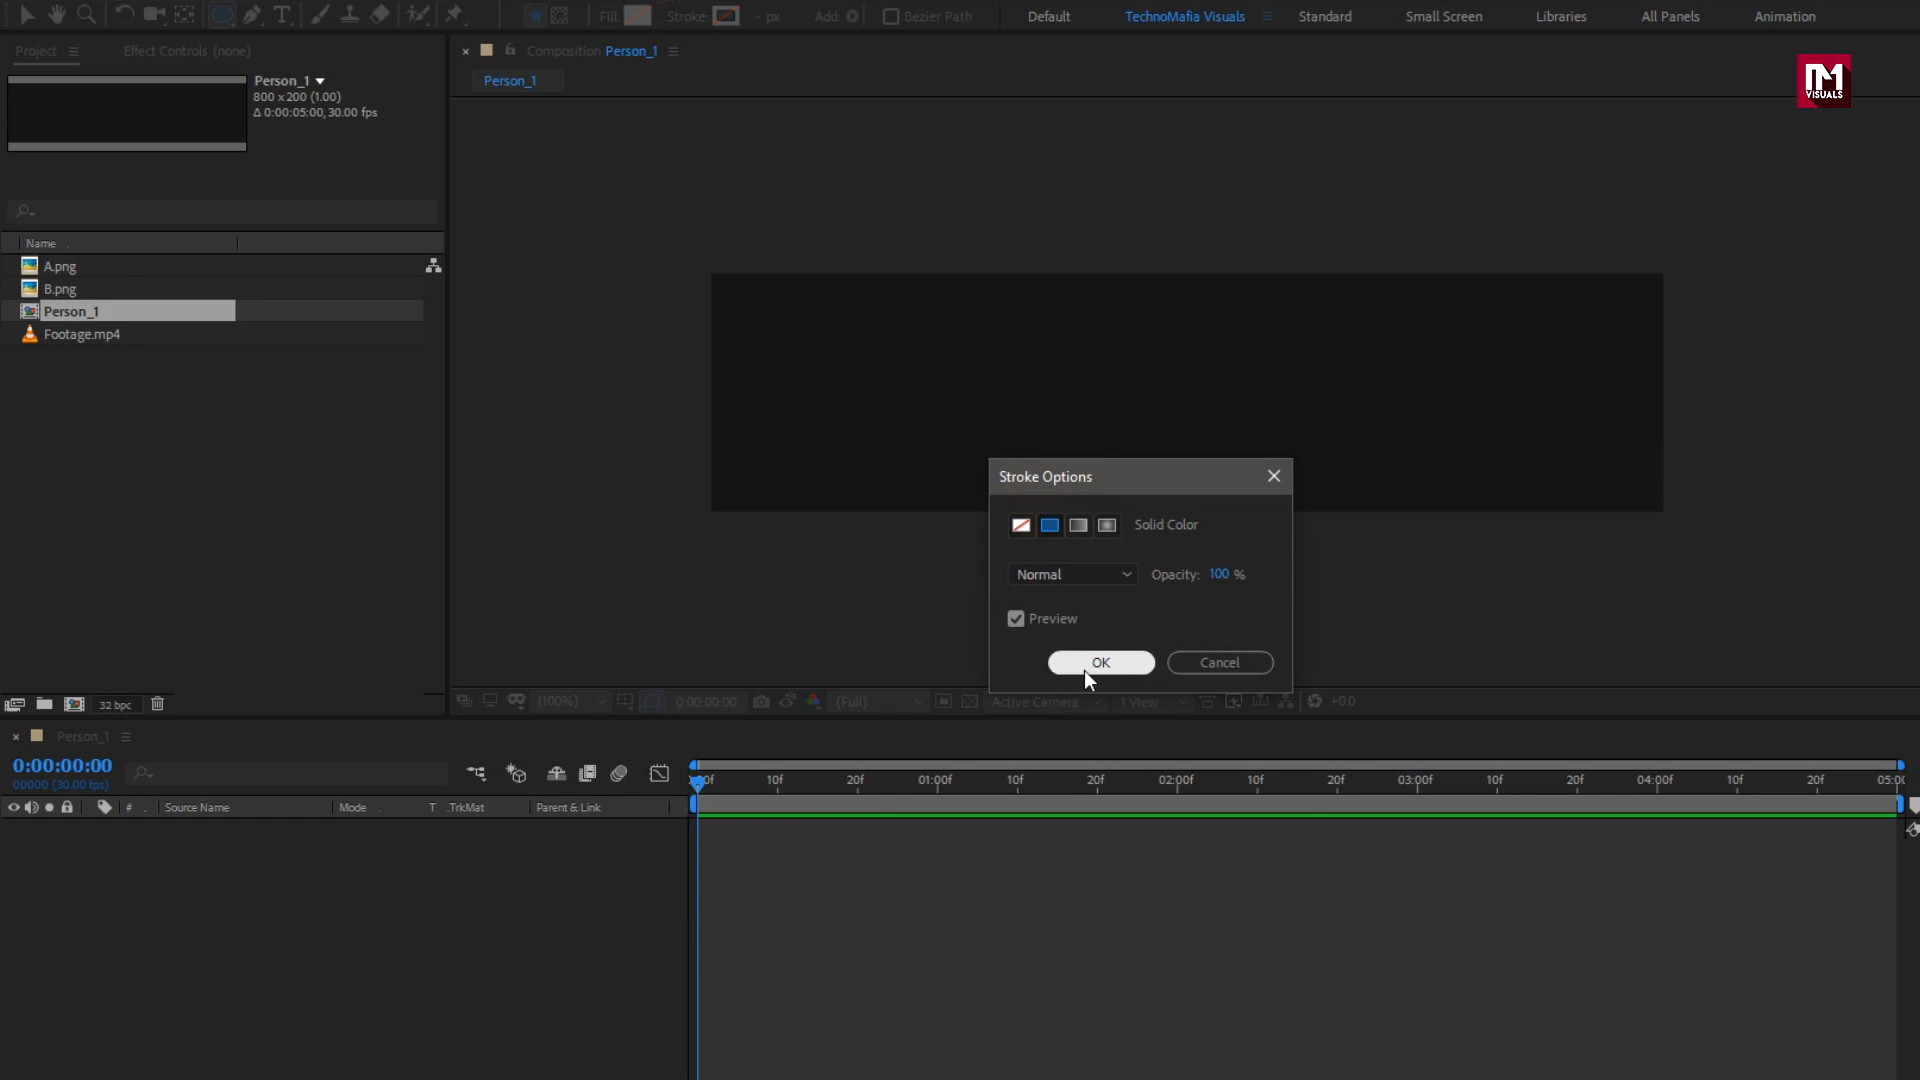 Fill: Stroke: - px Add: Bezier Path Default TechnoMafia Visuals Standard Small Screen Libraries All Panels Animation
Project Effect Controls (none)
Composition Person_1
Person_1
TM
VISUALS
Person_1
800 x 200 (1.00)
Δ 0:00:05:00, 30.00 fps
Name
A.png
B.png
Person_1
Footage.mp4
Stroke Options
Solid Color
Normal Opacity: 100 %
Preview
OK Cancel
32 bpc
(100%) 0:00:00:00 (Full) Active Camera 1 View +0.0
Person_1
0:00:00:00
00000 (30.00 fps)
:00f 10f 20f 01:00f 10f 20f 02:00f 10f 20f 03:00f 10f 20f 04:00f 10f 20f 05:00
# Source Name Mode T .TrkMat Parent & Link